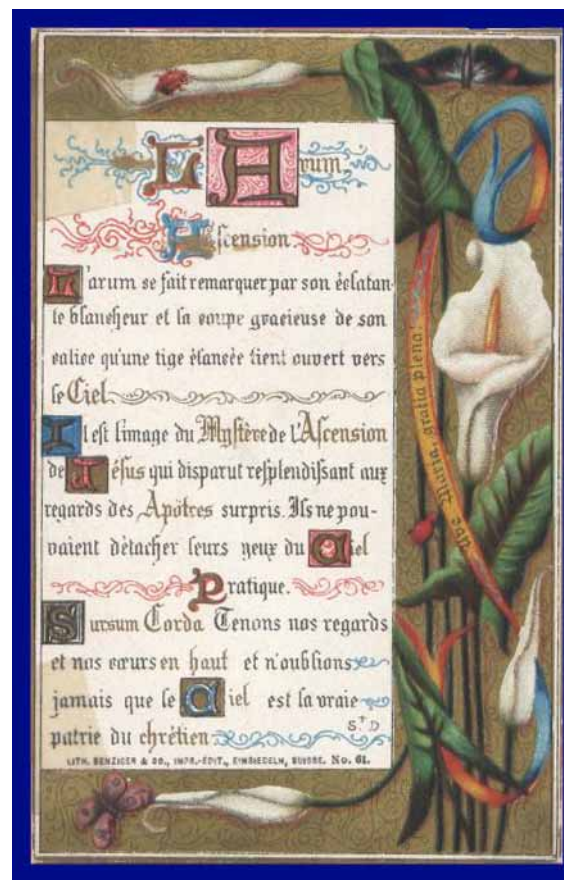 L'Arum,
Ascension.
L'arum se fait remarquer par son éclatan-
te blancheur et la coupe gracieuse de son
calice qu'une tige élancée tient ouvert vers
le Ciel
Il est l'image du Mystère de l'Ascension
de Jésus qui disparut resplendissant aux
regards des Apôtres surpris. Ils ne pou-
vaient détacher leurs yeux du Ciel
Pratique.
Sursum Corda Tenons nos regards
et nos cœurs en haut et n'oublions
jamais que le Ciel est la vraie
patrie du chrétien
S.t D
LITH. BENZIGER & CO., IMPR.-ÉDIT., EINSIEDELN, SUISSE. No. 61.
Ave Maria, gratia plena!